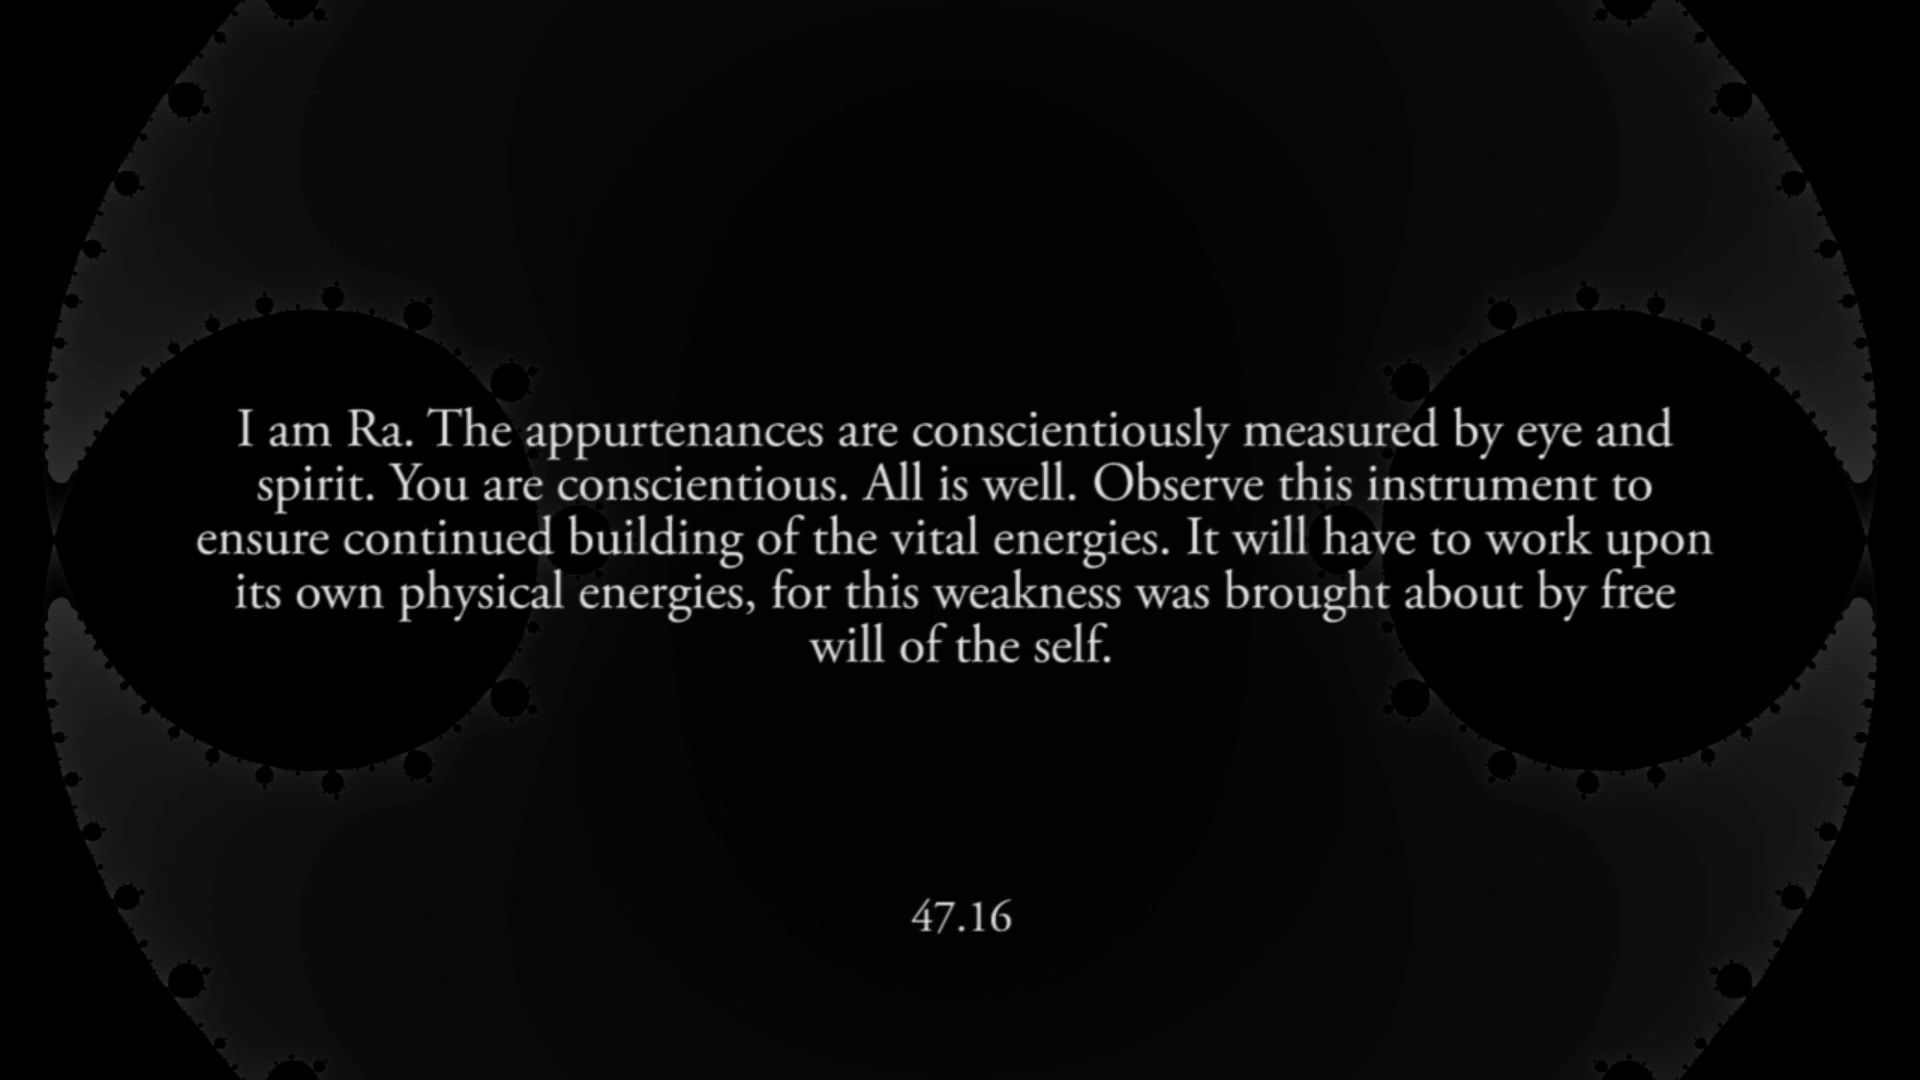 I am Ra. The appurtenances are conscientiously measured by eye and
spirit. You are conscientious. All is well. Observe this instrument to
ensure continued building of the vital energies. It will have to work upon
its own physical energies, for this weakness was brought about by free
will of the self.
47.16